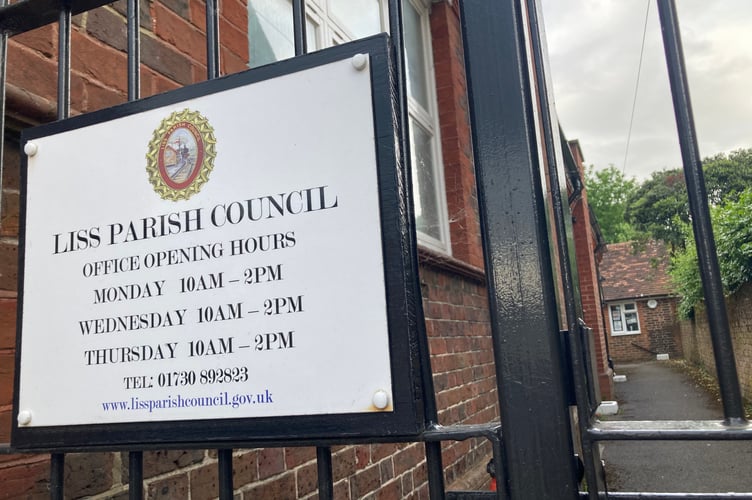 LISS PARISH COUNCIL
OFFICE OPENING HOURS
MONDAY 10AM – 2PM
WEDNESDAY 10AM – 2PM
THURSDAY 10AM – 2PM
TEL: 01730 892823
www.lissparishcouncil.gov.uk